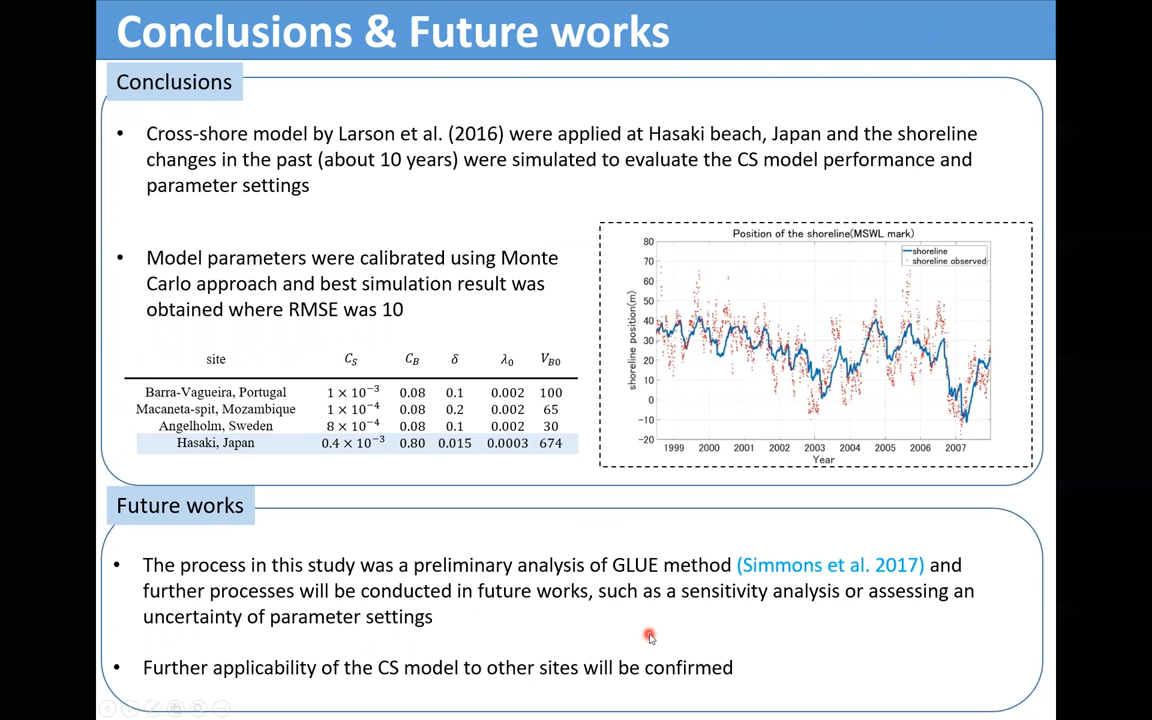 Conclusions & Future works
Conclusions
• Cross-shore model by Larson et al. (2016) were applied at Hasaki beach, Japan and the shoreline
changes in the past (about 10 years) were simulated to evaluate the CS model performance and
parameter settings
• Model parameters were calibrated using Monte
Carlo approach and best simulation result was
obtained where RMSE was 10
site C_S C_B δ λ_0 V_B0
Barra-Vagueira, Portugal 1 × 10⁻³ 0.08 0.1 0.002 100
Macaneta-spit, Mozambique 1 × 10⁻⁴ 0.08 0.2 0.002 65
Angelholm, Sweden 8 × 10⁻⁴ 0.08 0.1 0.002 30
Hasaki, Japan 0.4 × 10⁻³ 0.80 0.015 0.0003 674
Position of the shoreline(MSWL mark)
shoreline
shoreline observed
shoreline position(m)
80
70
60
50
40
30
20
10
0
−10
−20
1999 2000 2001 2002 2003 2004 2005 2006 2007
Year
Future works
• The process in this study was a preliminary analysis of GLUE method (Simmons et al. 2017) and
further processes will be conducted in future works, such as a sensitivity analysis or assessing an
uncertainty of parameter settings
• Further applicability of the CS model to other sites will be confirmed